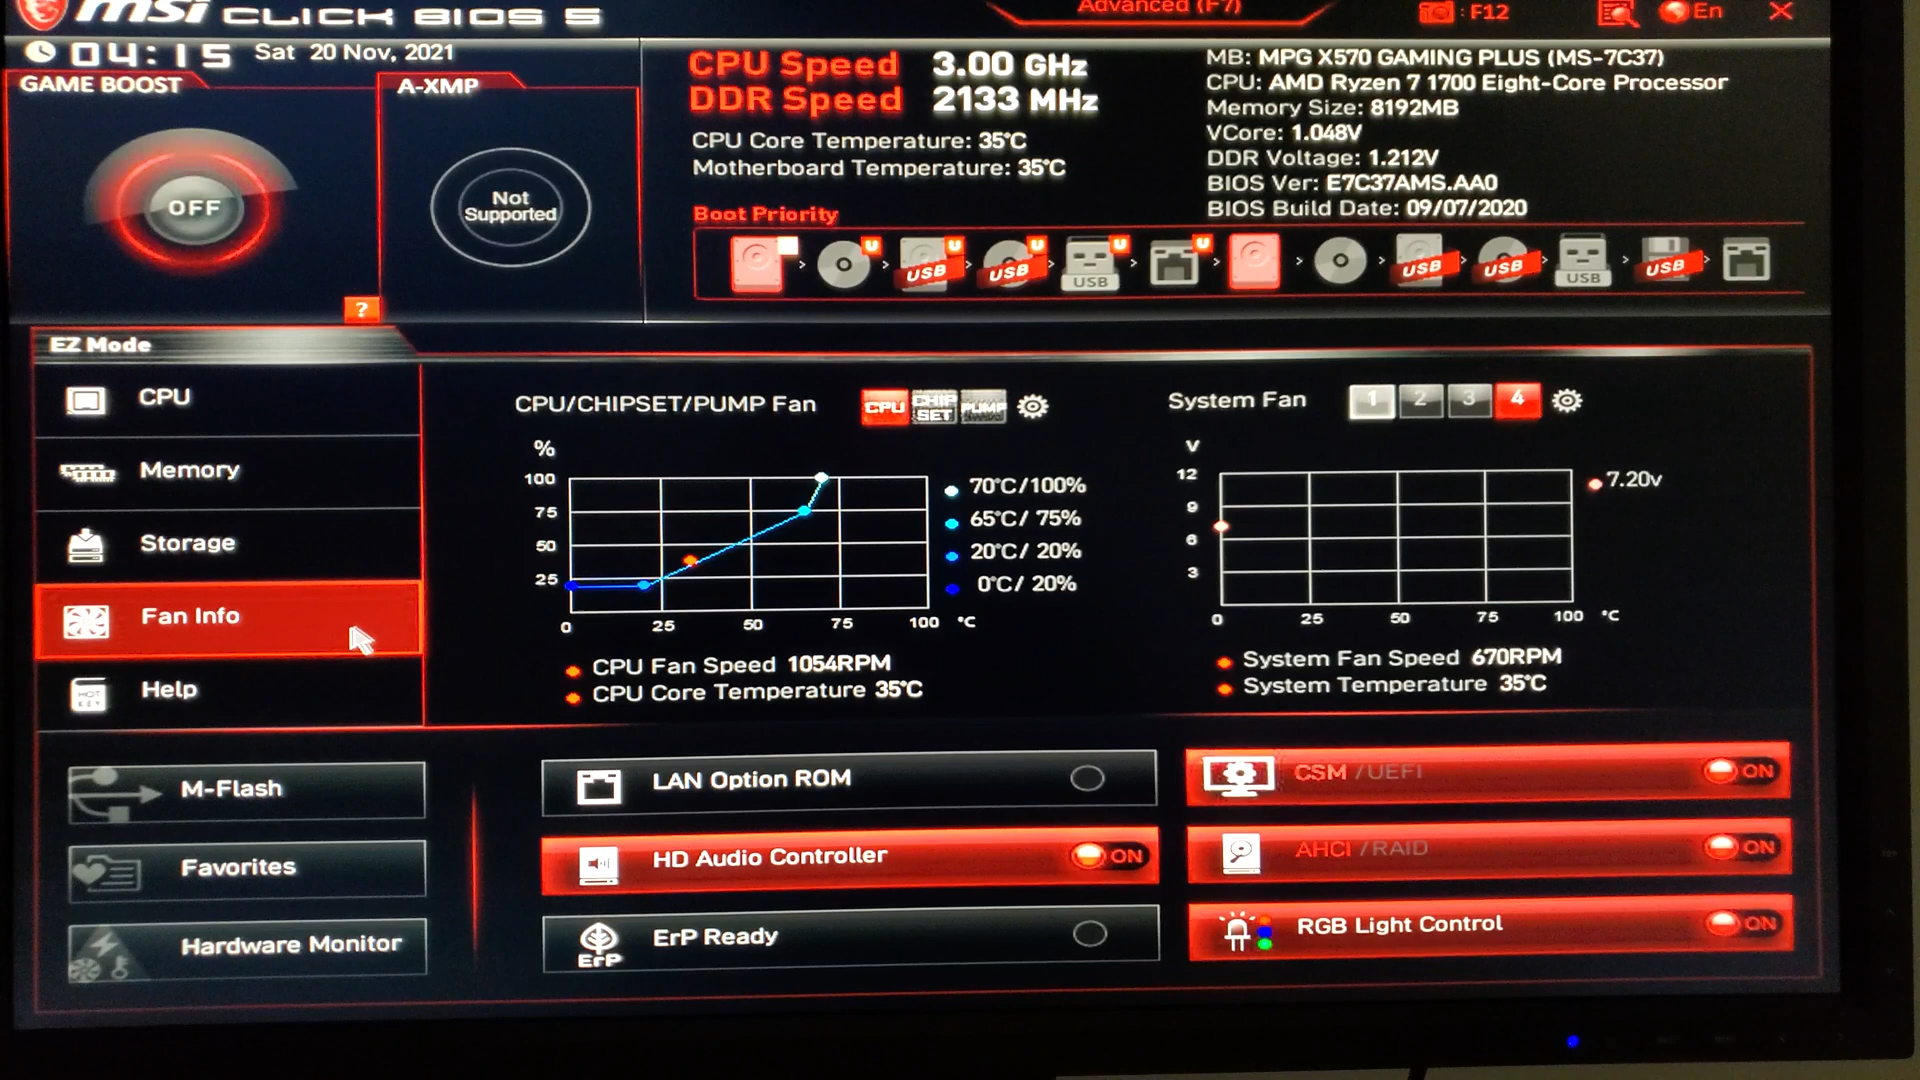 msi CLICK BIOS 5
Advanced (F7)
: F12
En
X
04:15 Sat 20 Nov, 2021
GAME BOOST
OFF
?
A-XMP
Not
Supported
CPU Speed 3.00 GHz
DDR Speed 2133 MHz
CPU Core Temperature: 35°C
Motherboard Temperature: 35°C
MB: MPG X570 GAMING PLUS (MS-7C37)
CPU: AMD Ryzen 7 1700 Eight-Core Processor
Memory Size: 8192MB
VCore: 1.048V
DDR Voltage: 1.212V
BIOS Ver: E7C37AMS.AA0
BIOS Build Date: 09/07/2020
Boot Priority
U U U U U
USB USB USB USB USB USB USB
EZ Mode
CPU
Memory
Storage
Fan Info
HOT KEY
Help
CPU/CHIPSET/PUMP Fan
CPU CHIP SET PUMP
%
100
75
50
25
0 25 50 75 100 °C
70°C/100%
65°C/ 75%
20°C/ 20%
0°C/ 20%
CPU Fan Speed 1054RPM
CPU Core Temperature 35°C
System Fan
1 2 3 4
V
12
9
6
3
0 25 50 75 100 °C
7.20v
System Fan Speed 670RPM
System Temperature 35°C
M-Flash
Favorites
Hardware Monitor
LAN Option ROM
HD Audio Controller ON
ErP
ErP Ready
CSM /UEFI ON
AHCI /RAID ON
RGB Light Control ON